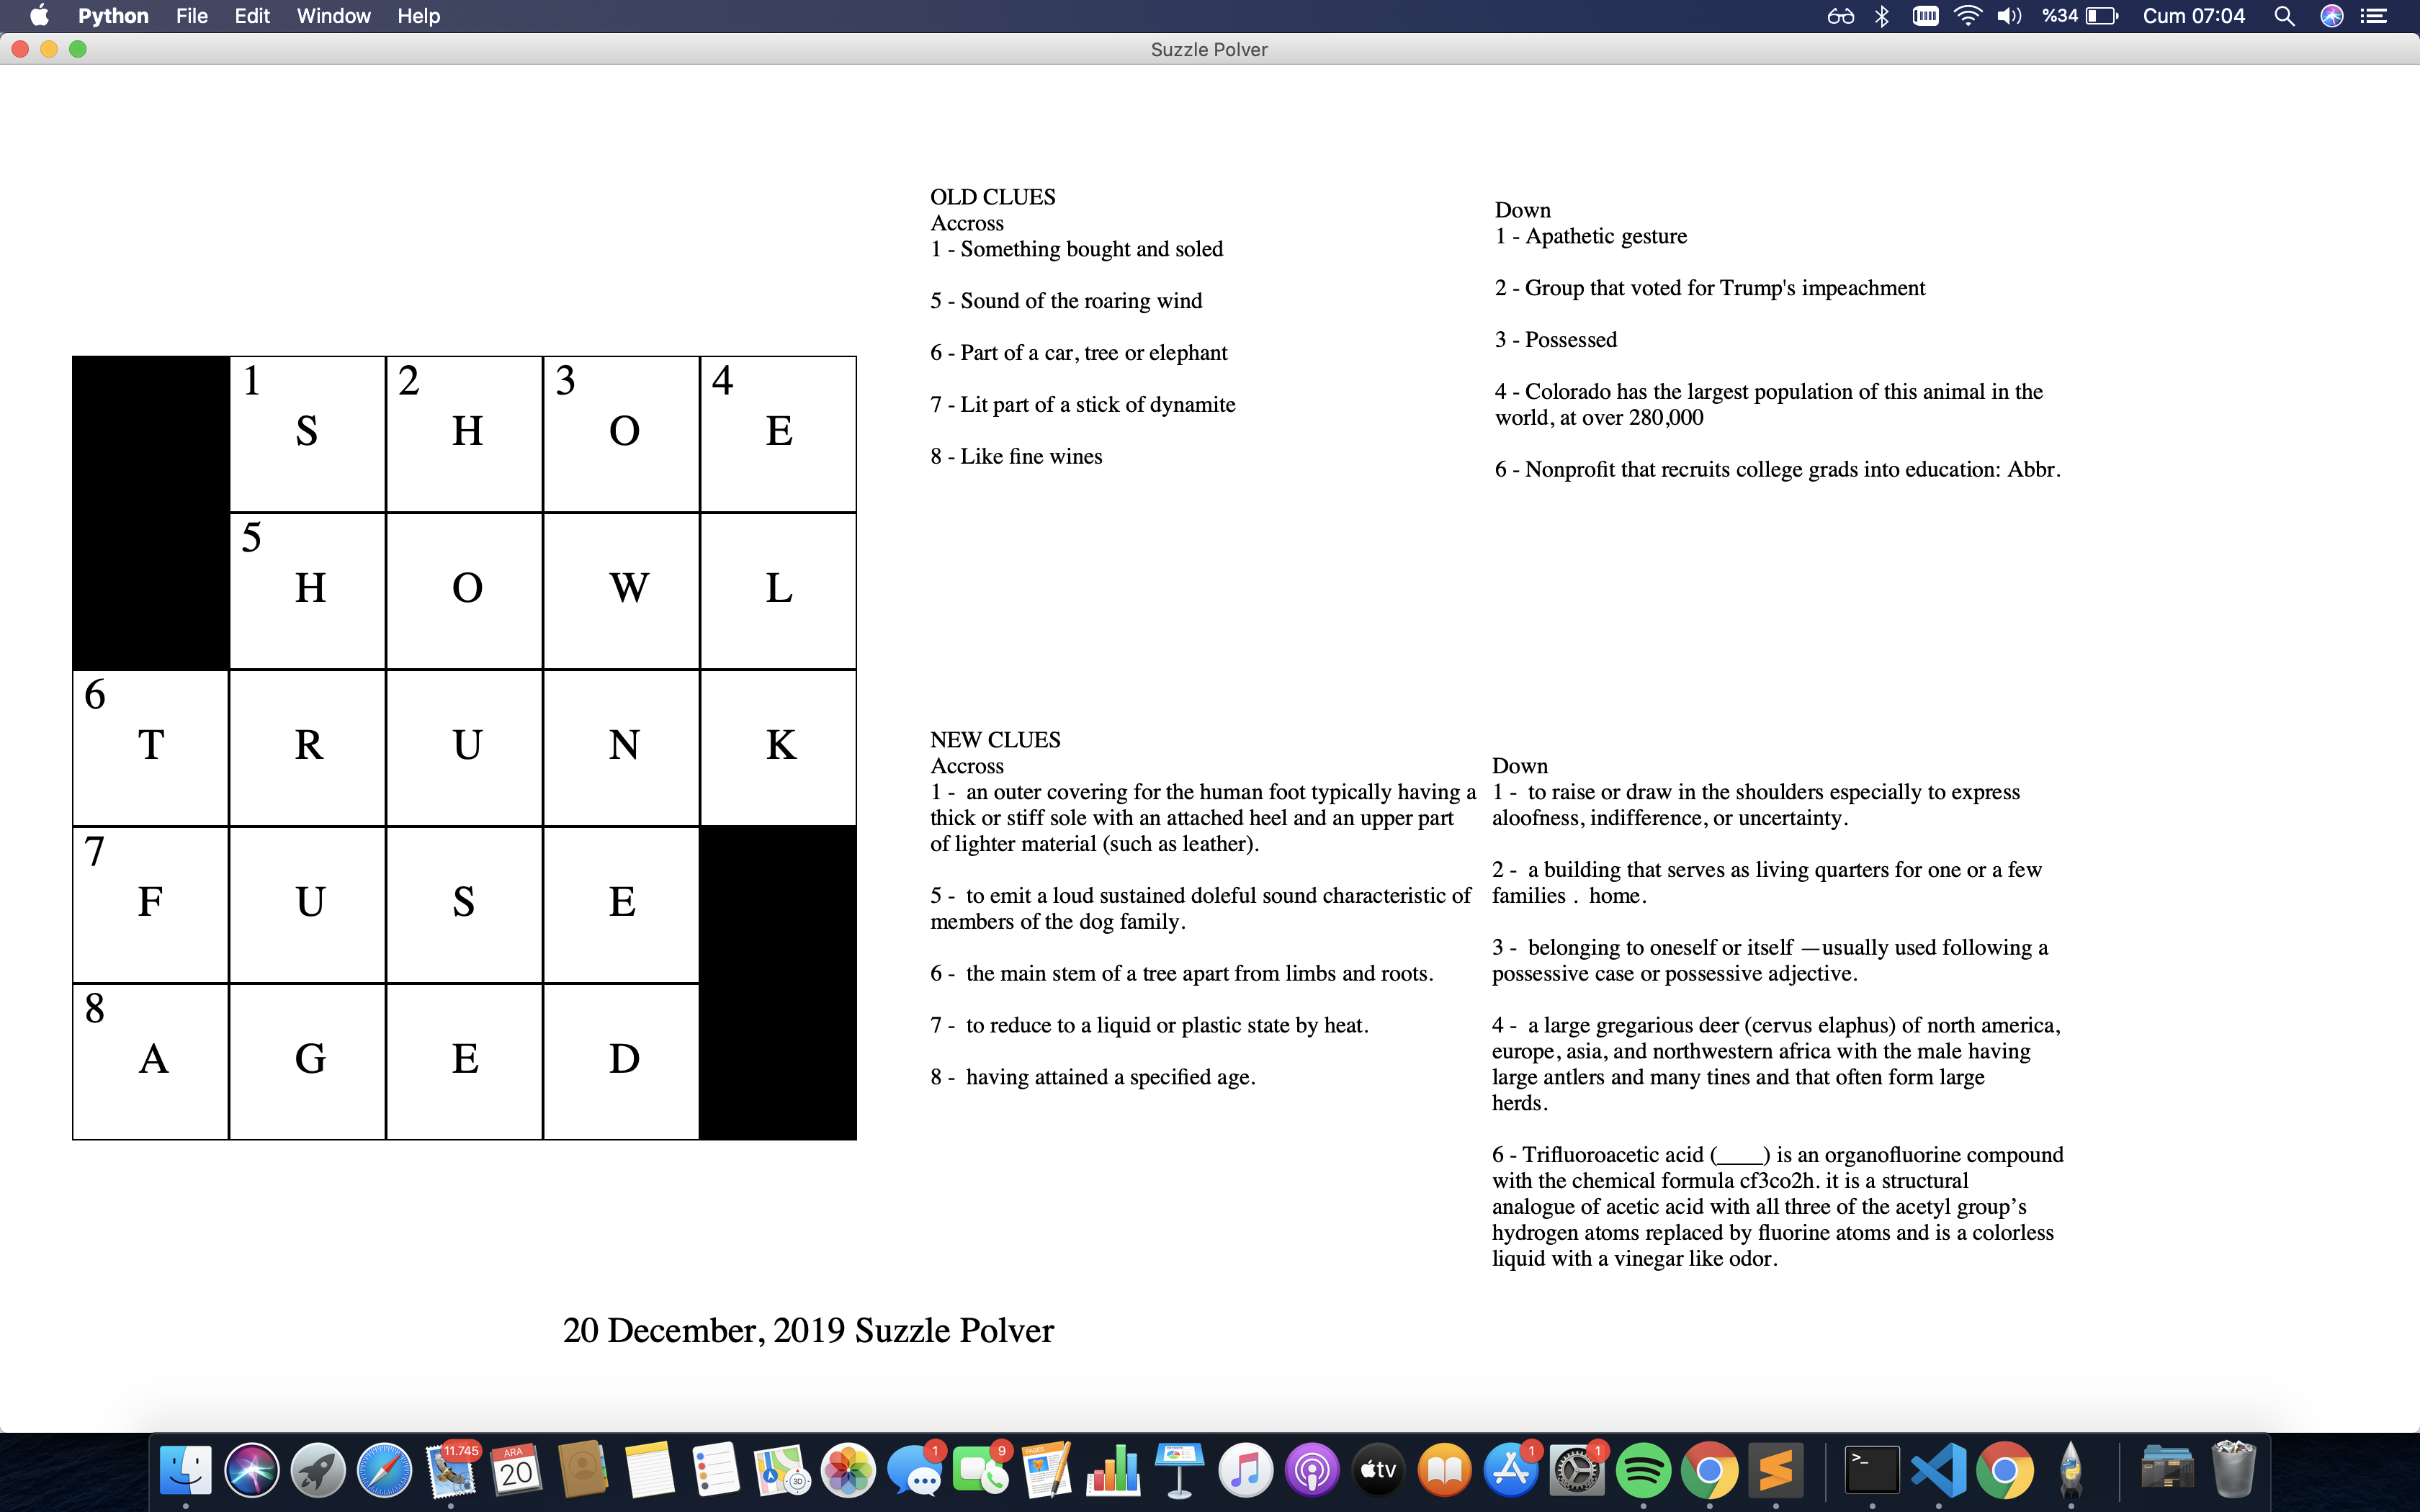 Python File Edit Window Help %34 Cum 07:04
Suzzle Polver
OLD CLUES
Accross
1 - Something bought and soled
5 - Sound of the roaring wind
6 - Part of a car, tree or elephant
7 - Lit part of a stick of dynamite
8 - Like fine wines
Down
1 - Apathetic gesture
2 - Group that voted for Trump's impeachment
3 - Possessed
4 - Colorado has the largest population of this animal in the
world, at over 280,000
6 - Nonprofit that recruits college grads into education: Abbr.
1 2 3 4
S H O E
5
H O W L
6
T R U N K
7
F U S E
8
A G E D
NEW CLUES
Accross
1 - an outer covering for the human foot typically having a
thick or stiff sole with an attached heel and an upper part
of lighter material (such as leather).
5 - to emit a loud sustained doleful sound characteristic of
members of the dog family.
6 - the main stem of a tree apart from limbs and roots.
7 - to reduce to a liquid or plastic state by heat.
8 - having attained a specified age.
Down
1 - to raise or draw in the shoulders especially to express
aloofness, indifference, or uncertainty.
2 - a building that serves as living quarters for one or a few
families . home.
3 - belonging to oneself or itself —usually used following a
possessive case or possessive adjective.
4 - a large gregarious deer (cervus elaphus) of north america,
europe, asia, and northwestern africa with the male having
large antlers and many tines and that often form large
herds.
6 - Trifluoroacetic acid (____) is an organofluorine compound
with the chemical formula cf3co2h. it is a structural
analogue of acetic acid with all three of the acetyl group’s
hydrogen atoms replaced by fluorine atoms and is a colorless
liquid with a vinegar like odor.
20 December, 2019 Suzzle Polver
11.745
ARA
20
3D
1
9
PAGES
tv
1
1
>_